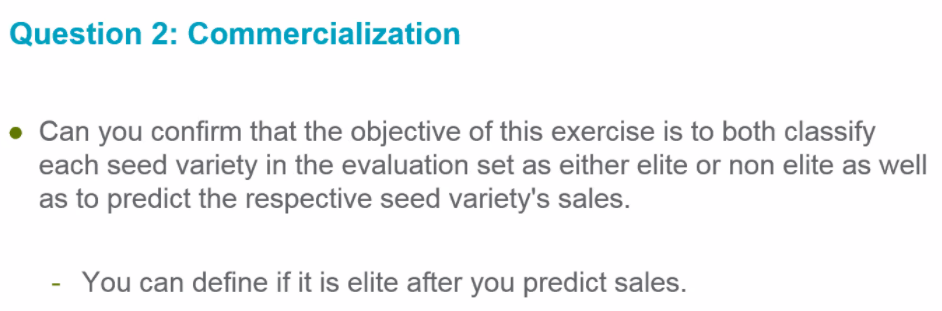 Question 2: Commercialization
● Can you confirm that the objective of this exercise is to both classify
each seed variety in the evaluation set as either elite or non elite as well
as to predict the respective seed variety's sales.
- You can define if it is elite after you predict sales.